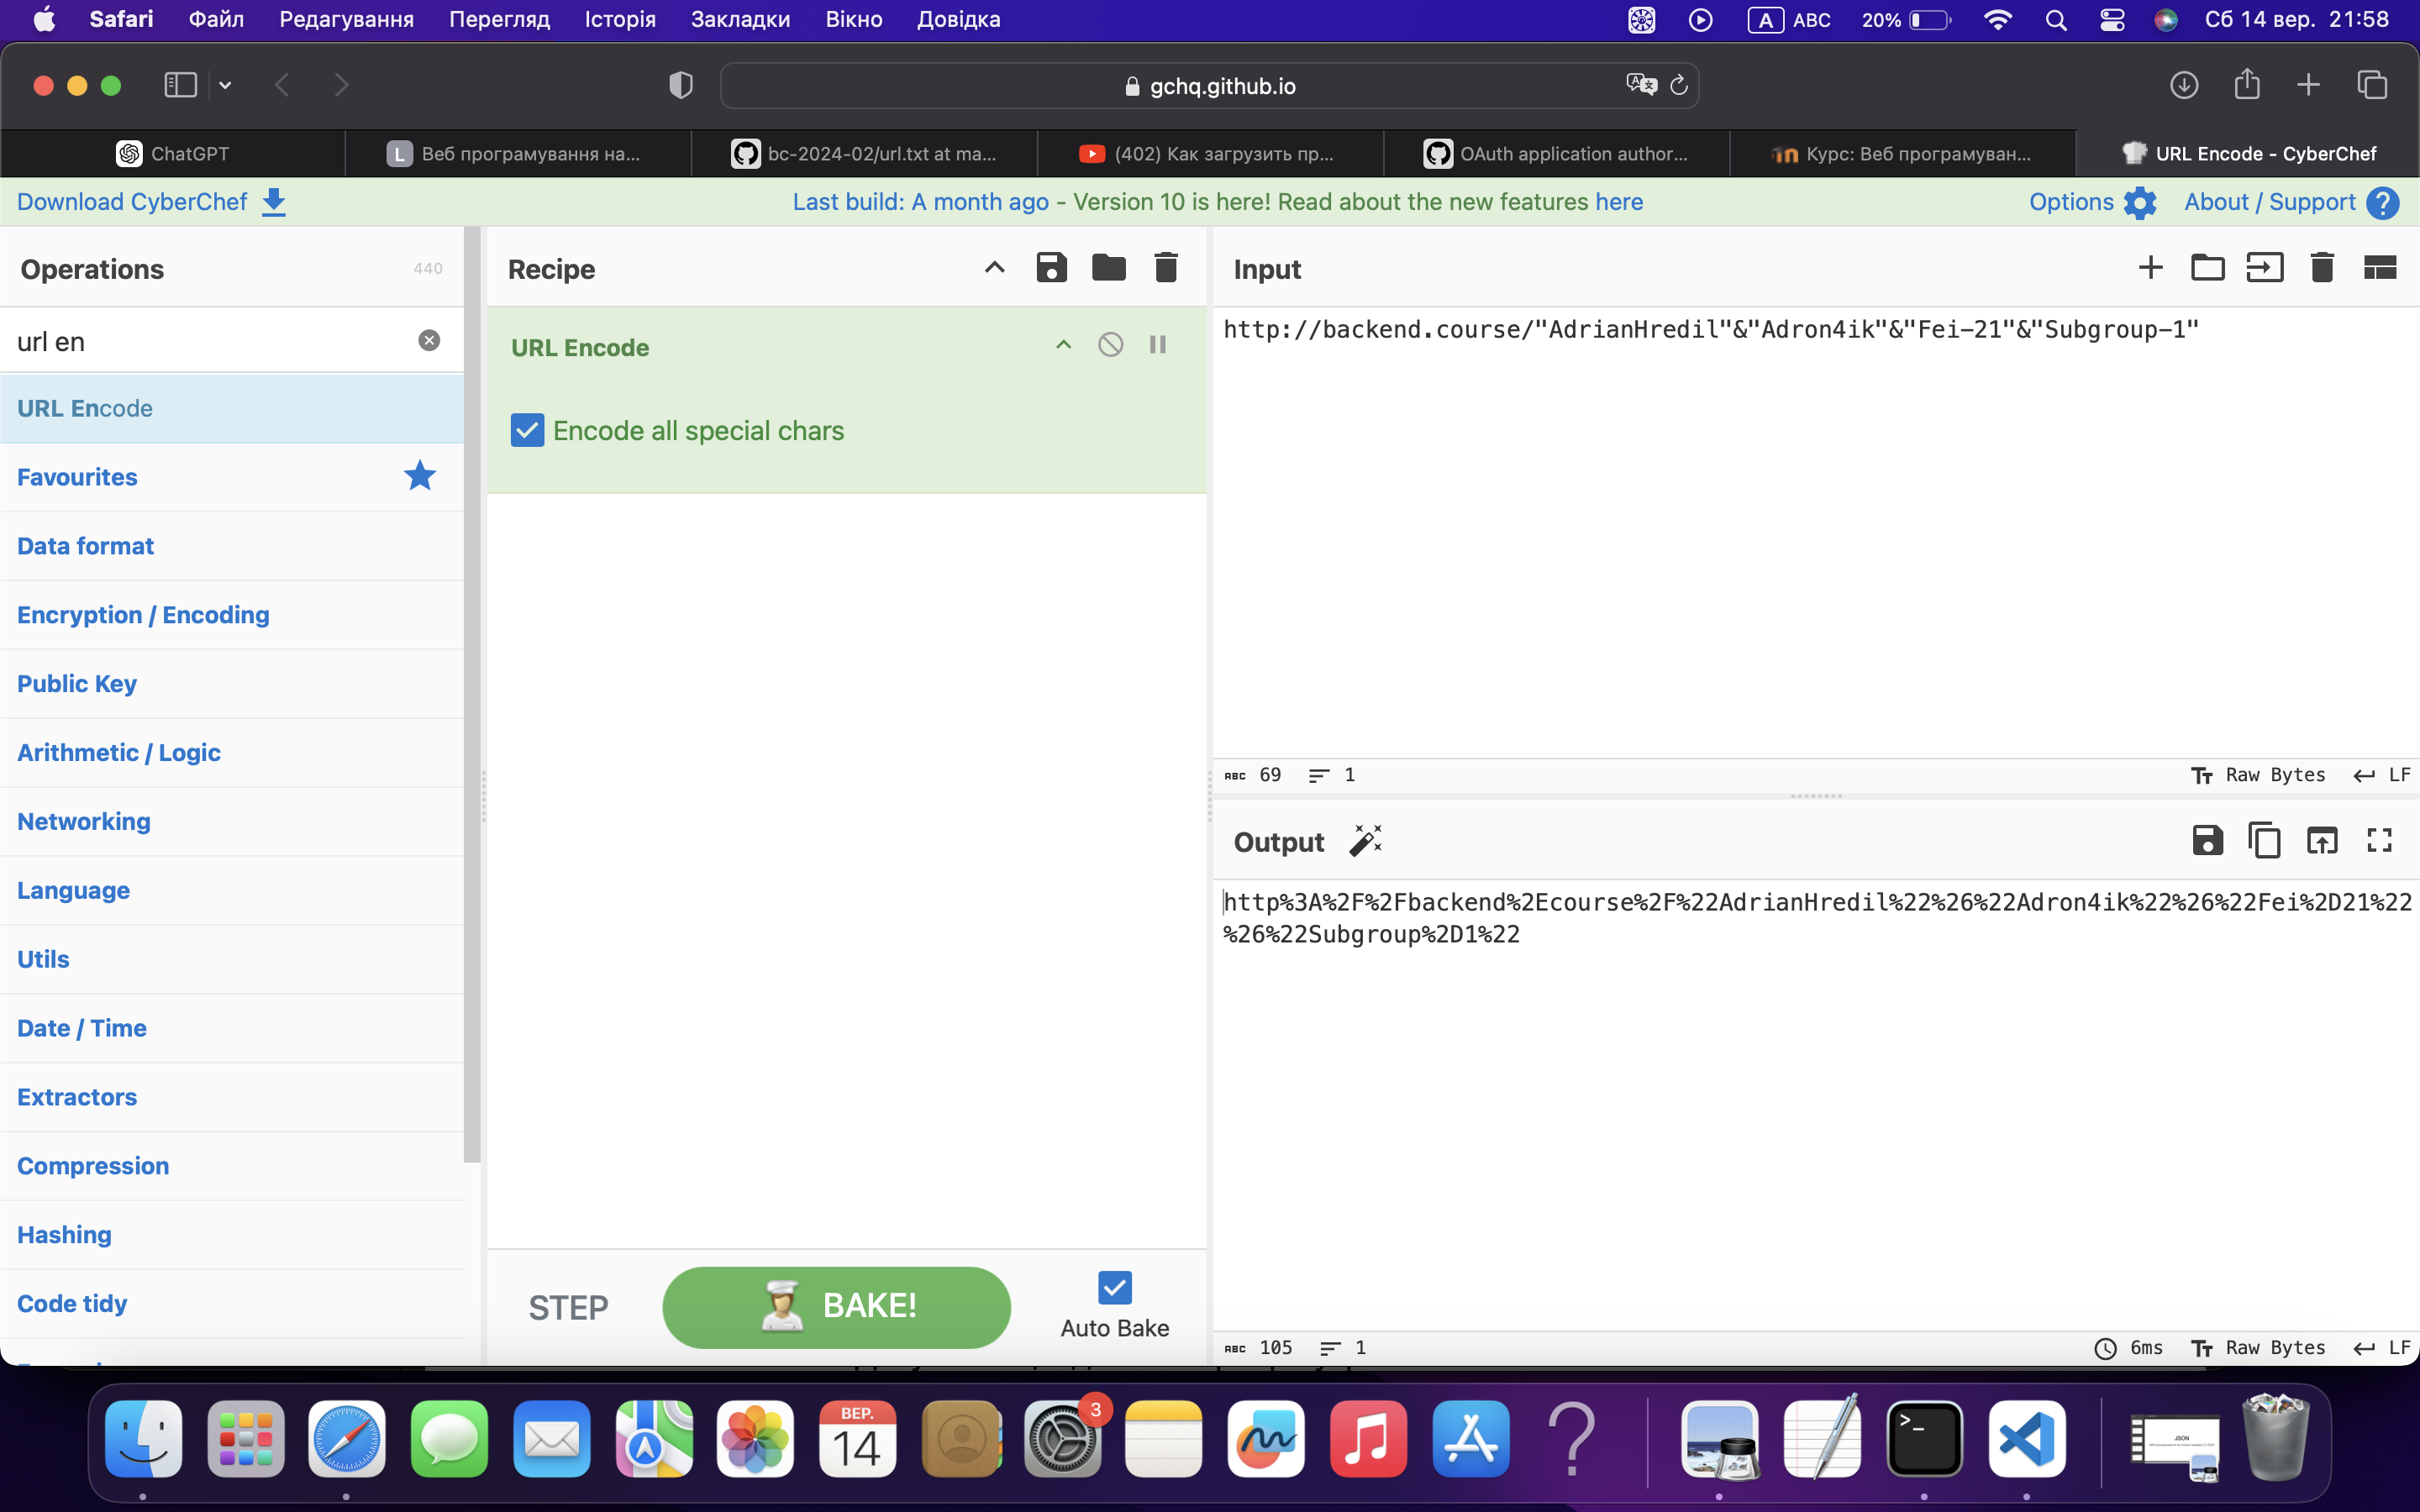 Safari Файл Редагування Перегляд Історія Закладки Вікно Довідка A ABC 20% Сб 14 вер. 21:58
gchq.github.io
ChatGPT
L Веб програмування на...
bc-2024-02/url.txt at ma...
(402) Как загрузить пр...
OAuth application author...
Курс: Веб програмуван...
URL Encode - CyberChef
Download CyberChef
Last build: A month ago - Version 10 is here! Read about the new features here
Options
About / Support
Operations 440
url en
URL Encode
Favourites
Data format
Encryption / Encoding
Public Key
Arithmetic / Logic
Networking
Language
Utils
Date / Time
Extractors
Compression
Hashing
Code tidy
Recipe
URL Encode
Encode all special chars
STEP
BAKE!
Auto Bake
Input
http://backend.course/"AdrianHredil"&"Adron4ik"&"Fei-21"&"Subgroup-1"
ABC 69 1 Raw Bytes LF
Output
http%3A%2F%2Fbackend%2Ecourse%2F%22AdrianHredil%22%26%22Adron4ik%22%26%22Fei%2D21%22
%26%22Subgroup%2D1%22
ABC 105 1 6ms Raw Bytes LF
ВЕР.
14
3
JSON